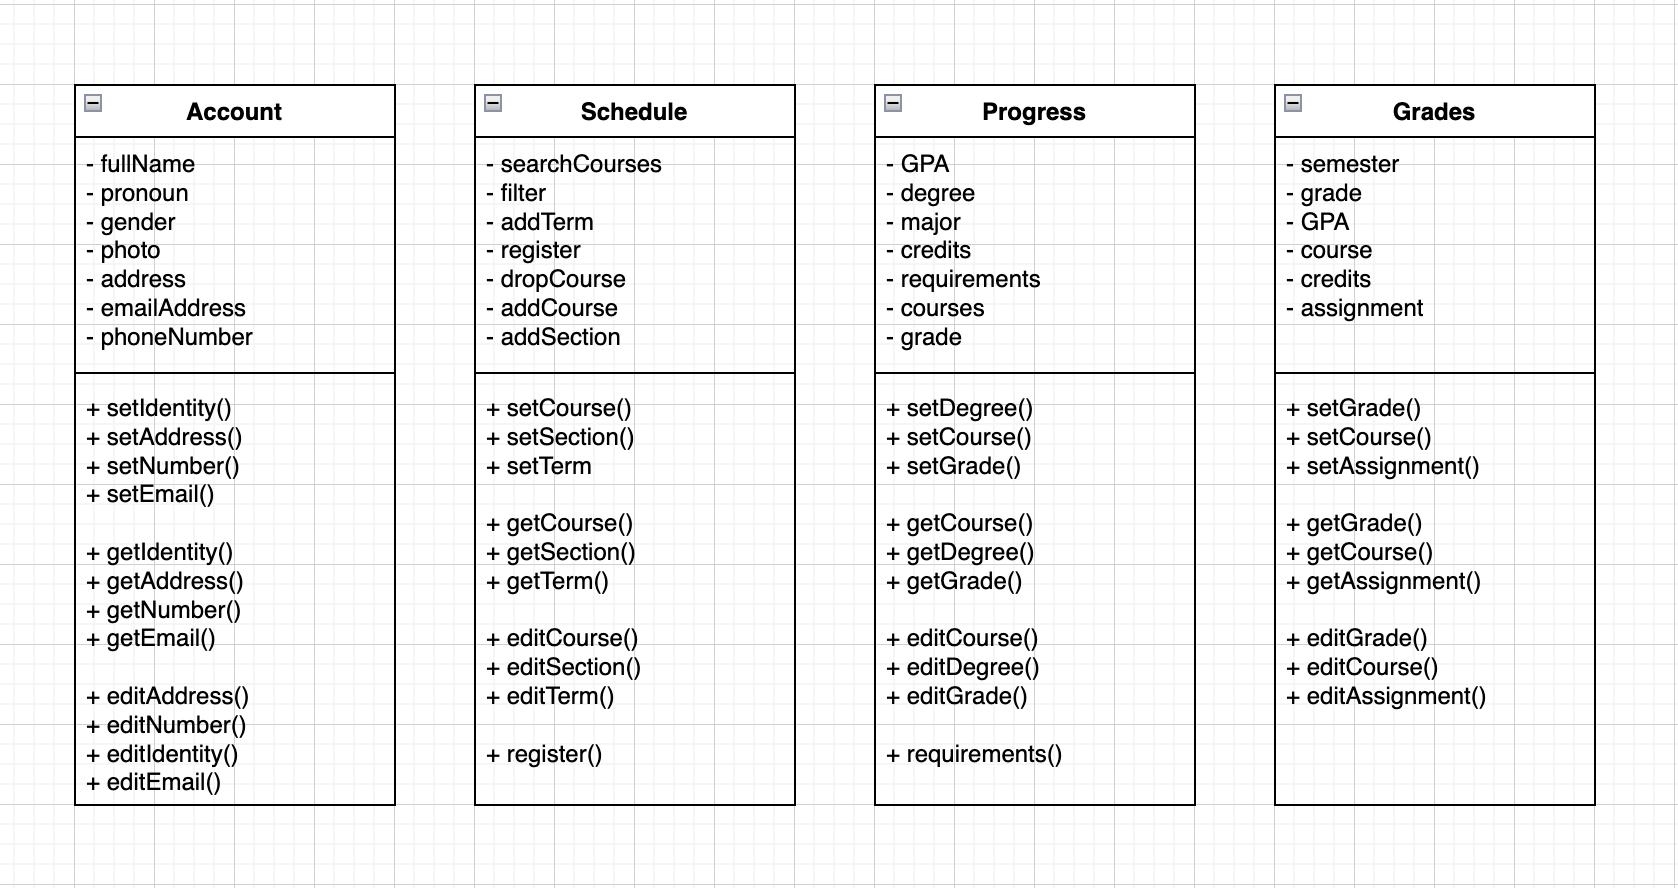 Account
- fullName
- pronoun
- gender
- photo
- address
- emailAddress
- phoneNumber
+ setIdentity()
+ setAddress()
+ setNumber()
+ setEmail()
+ getIdentity()
+ getAddress()
+ getNumber()
+ getEmail()
+ editAddress()
+ editNumber()
+ editIdentity()
+ editEmail()
Schedule
- searchCourses
- filter
- addTerm
- register
- dropCourse
- addCourse
- addSection
+ setCourse()
+ setSection()
+ setTerm
+ getCourse()
+ getSection()
+ getTerm()
+ editCourse()
+ editSection()
+ editTerm()
+ register()
Progress
- GPA
- degree
- major
- credits
- requirements
- courses
- grade
+ setDegree()
+ setCourse()
+ setGrade()
+ getCourse()
+ getDegree()
+ getGrade()
+ editCourse()
+ editDegree()
+ editGrade()
+ requirements()
Grades
- semester
- grade
- GPA
- course
- credits
- assignment
+ setGrade()
+ setCourse()
+ setAssignment()
+ getGrade()
+ getCourse()
+ getAssignment()
+ editGrade()
+ editCourse()
+ editAssignment()